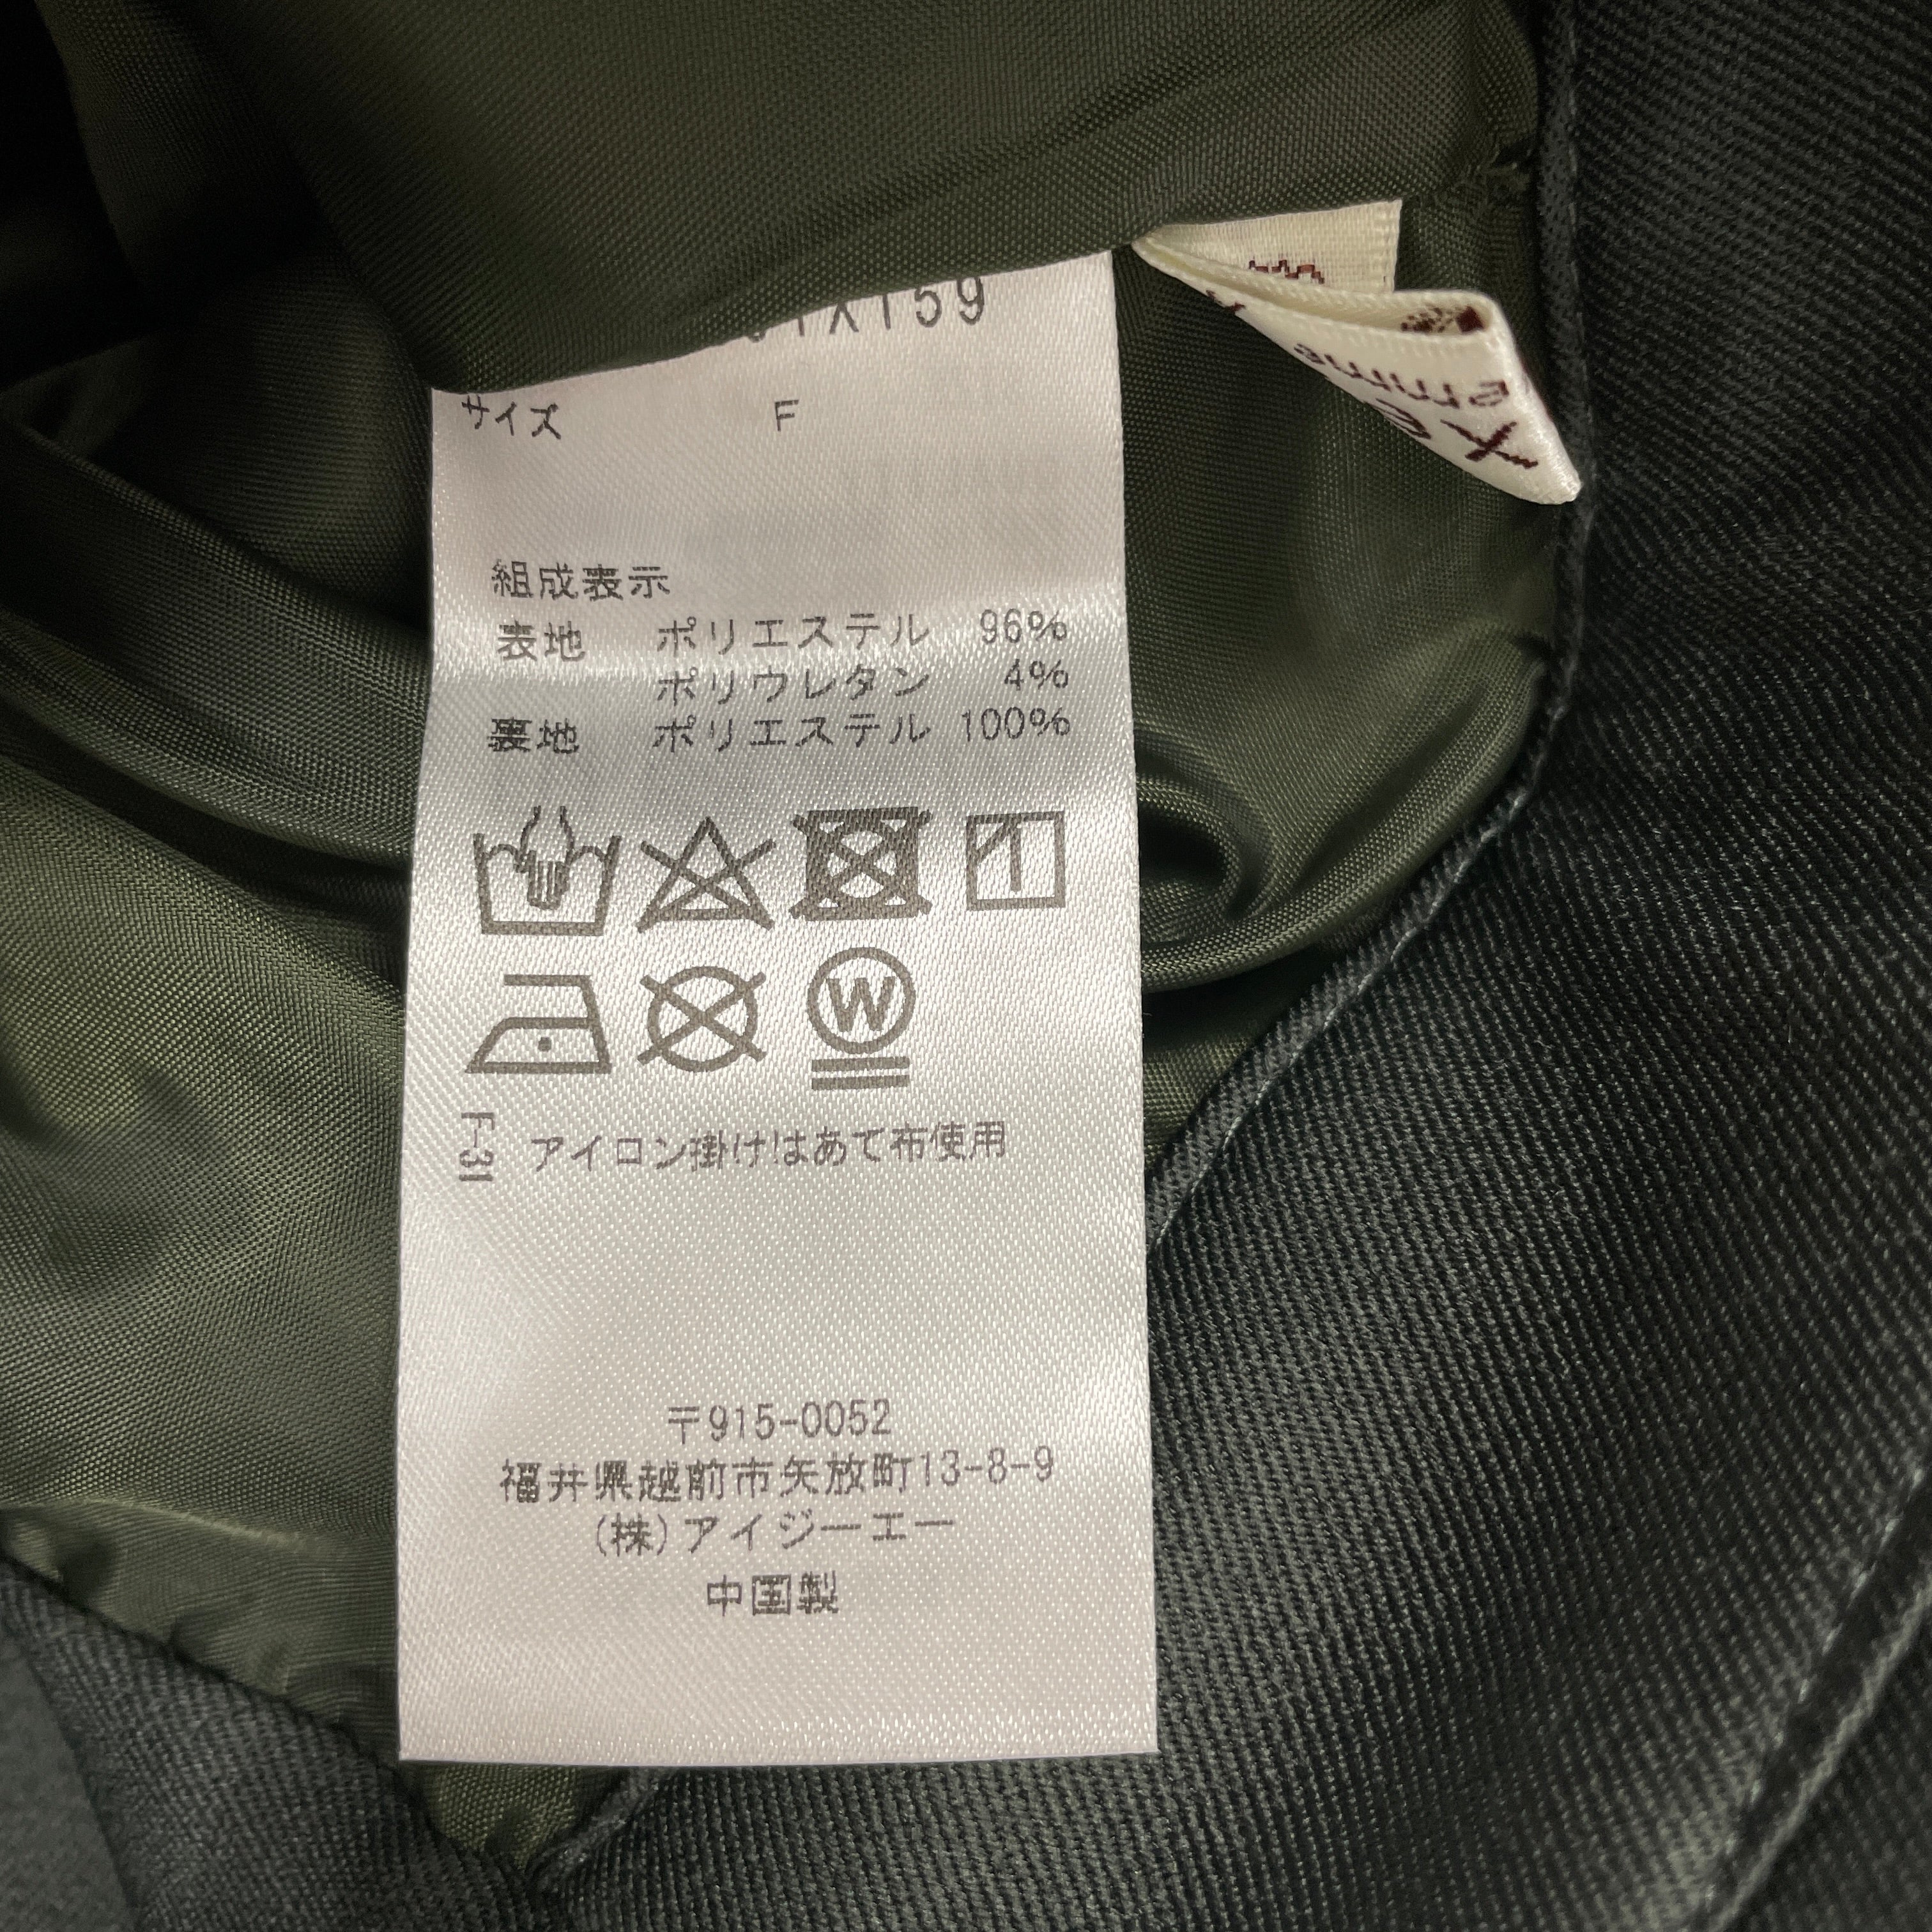 1X159
サイズ F
組成表示
表地 ポリエステル 96%
ポリウレタン 4%
裏地 ポリエステル 100%
W
F-31
アイロン掛けはあて布使用
〒915-0052
福井県越前市矢放町13-8-9
(株)アイジーエー
中国製